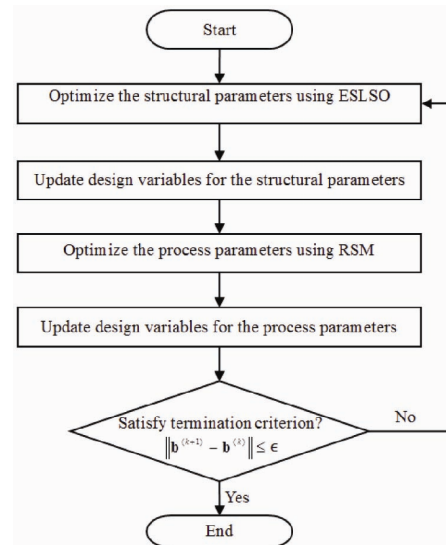 Start
Optimize the structural parameters using ESLSO
Update design variables for the structural parameters
Optimize the process parameters using RSM
Update design variables for the process parameters
Satisfy termination criterion?
‖b⁽ᵏ⁺¹⁾ − b⁽ᵏ⁾‖ ≤ ϵ
No
Yes
End